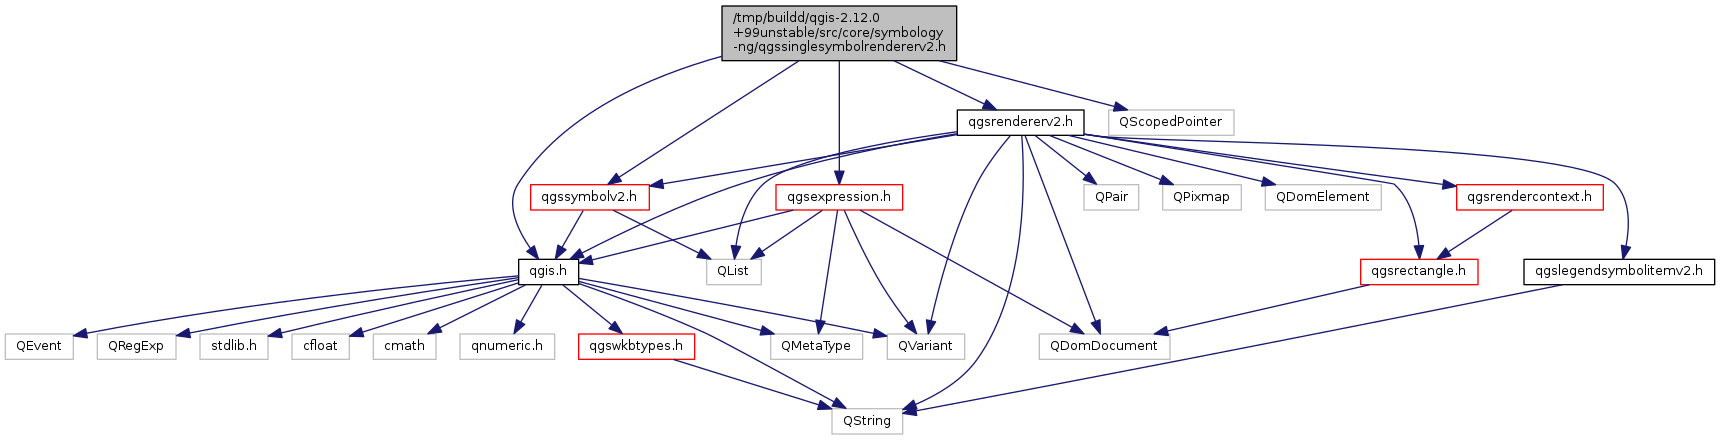 /tmp/buildd/qgis-2.12.0
+99unstable/src/core/symbology
-ng/qgssinglesymbolrendererv2.h
qgsrendererv2.h
QScopedPointer
qgssymbolv2.h
qgsexpression.h
QPair
QPixmap
QDomElement
qgsrendercontext.h
qgis.h
QList
qgsrectangle.h
qgslegendsymbolitemv2.h
QEvent
QRegExp
stdlib.h
cfloat
cmath
qnumeric.h
qgswkbtypes.h
QMetaType
QVariant
QDomDocument
QString